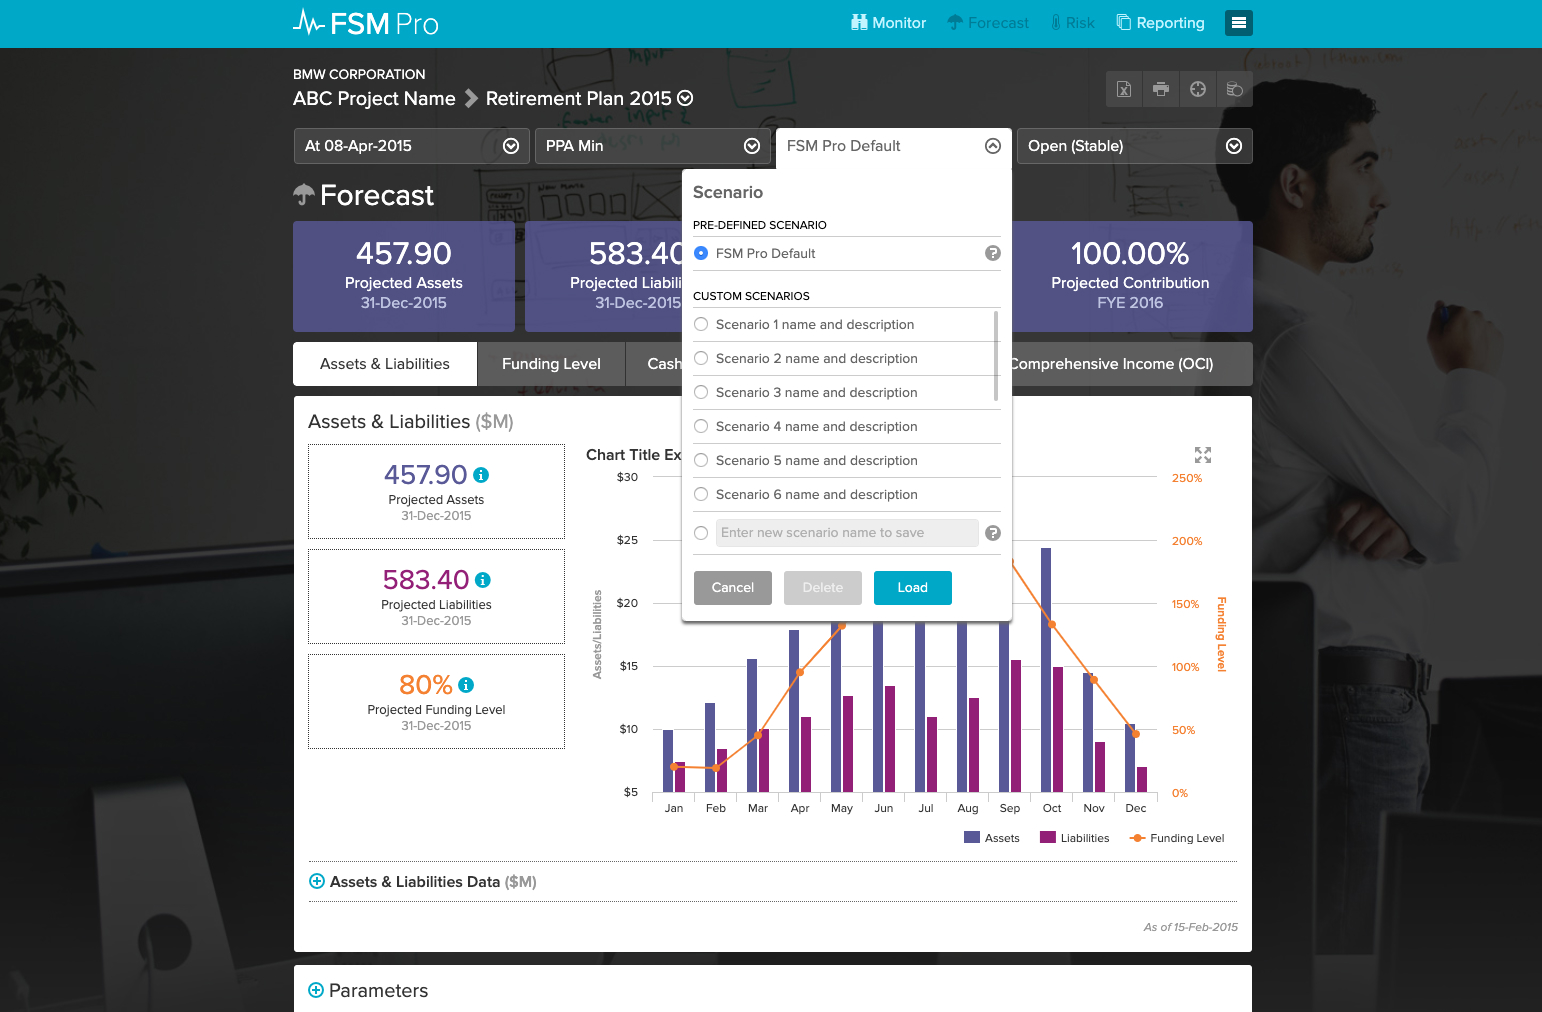 FSM Pro
Monitor
Forecast
Risk
Reporting
BMW CORPORATION
ABC Project Name
Retirement Plan 2015
At 08-Apr-2015
PPA Min
FSM Pro Default
Open (Stable)
Forecast
457.90
Projected Assets
31-Dec-2015
583.40
Projected Liabili
31-Dec-2015
100.00%
Projected Contribution
FYE 2016
Scenario
PRE-DEFINED SCENARIO
FSM Pro Default
CUSTOM SCENARIOS
Scenario 1 name and description
Scenario 2 name and description
Scenario 3 name and description
Scenario 4 name and description
Scenario 5 name and description
Scenario 6 name and description
Enter new scenario name to save
Cancel
Delete
Load
Assets & Liabilities
Funding Level
Cash
Comprehensive Income (OCI)
Assets & Liabilities ($M)
457.90
Projected Assets
31-Dec-2015
583.40
Projected Liabilities
31-Dec-2015
80%
Projected Funding Level
31-Dec-2015
Chart Title Ex
$30
$25
$20
$15
$10
$5
Assets/Liabilities
250%
200%
150%
100%
50%
0%
Funding Level
Jan Feb Mar Apr May Jun Jul Aug Sep Oct Nov Dec
Assets
Liabilities
Funding Level
Assets & Liabilities Data ($M)
As of 15-Feb-2015
Parameters